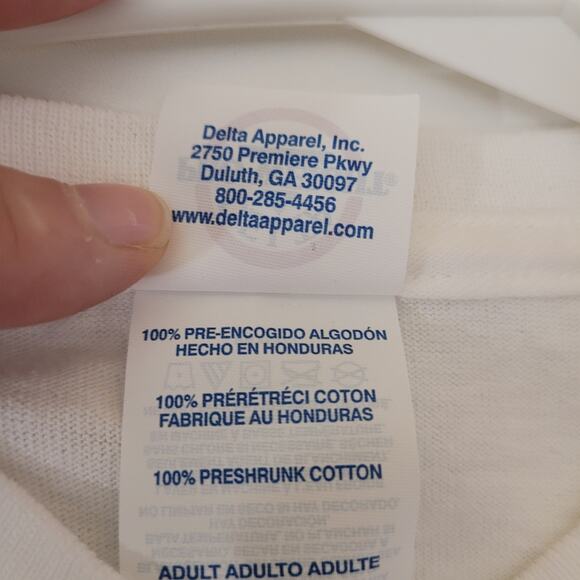 Delta Apparel, Inc.
2750 Premiere Pkwy
Duluth, GA 30097
800-285-4456
www.deltaapparel.com
100% PRE-ENCOGIDO ALGODÓN
HECHO EN HONDURAS
100% PRÉRÉTRÉCI COTON
FABRIQUE AU HONDURAS
100% PRESHRUNK COTTON
ADULT ADULTO ADULTE